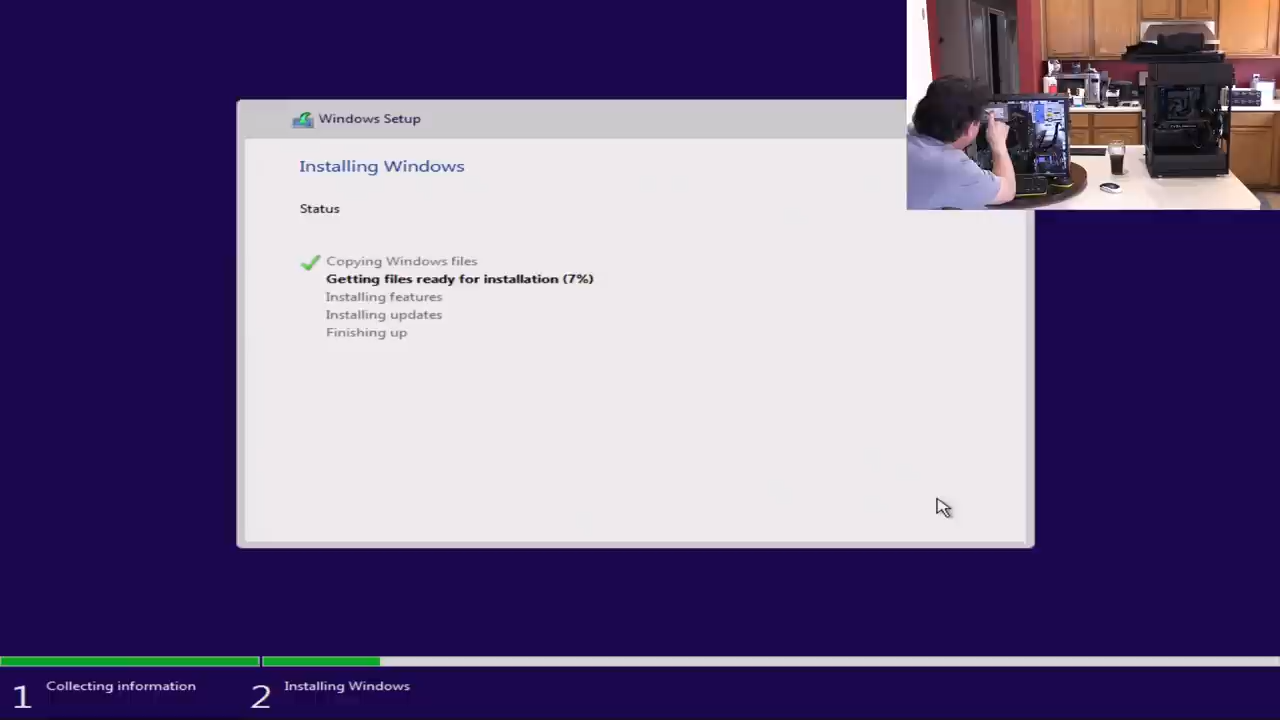 Windows Setup
Installing Windows
Status
Copying Windows files
Getting files ready for installation (7%)
Installing features
Installing updates
Finishing up
1 Collecting information
2 Installing Windows